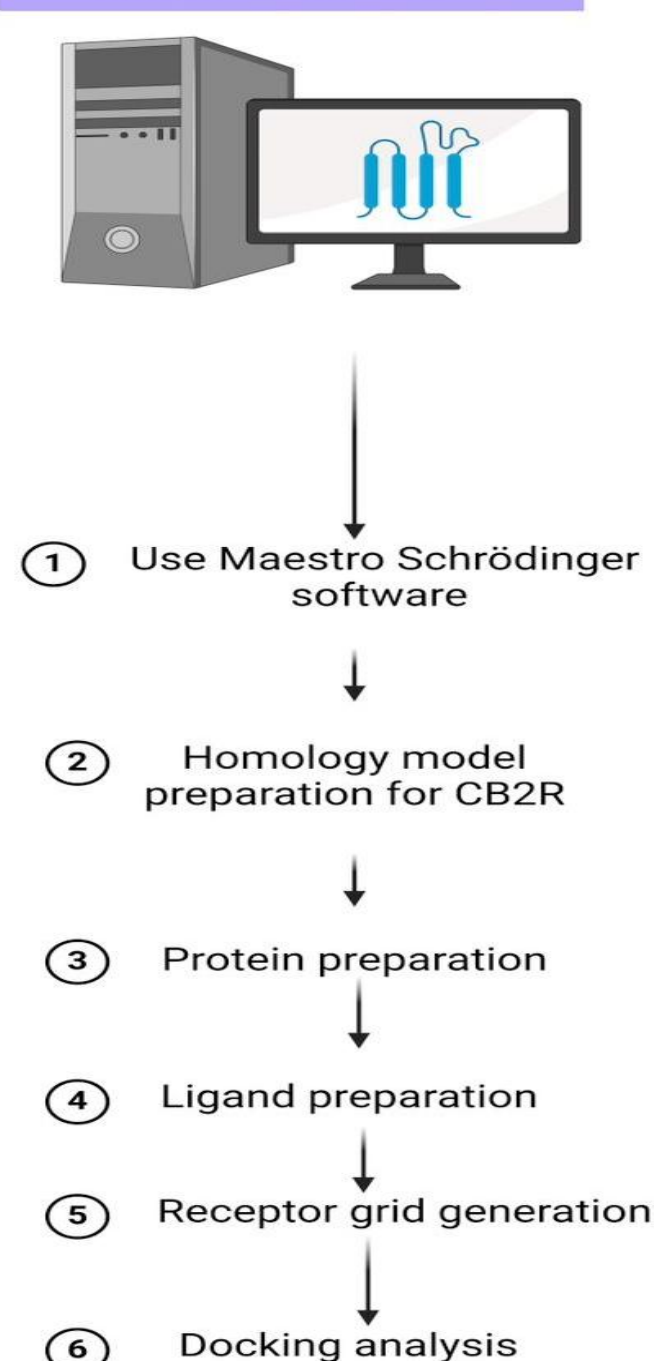 1 Use Maestro Schrödinger
software
2 Homology model
preparation for CB2R
3 Protein preparation
4 Ligand preparation
5 Receptor grid generation
6 Docking analysis